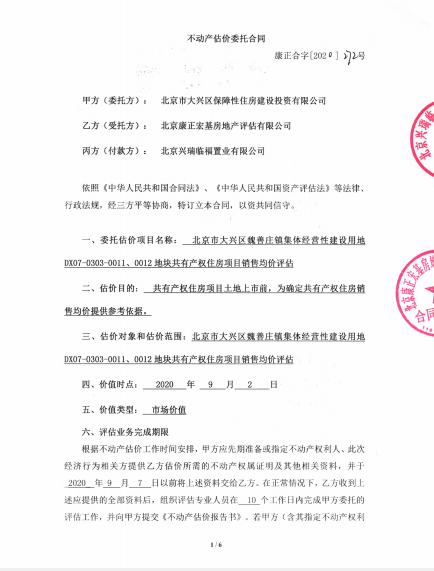 不动产估价委托合同
康正合字[2020]272号
甲方（委托方）： 北京市大兴区保障性住房建设投资有限公司
乙方（受托方）： 北京康正宏基房地产评估有限公司
丙方（付款方）： 北京兴瑞临福置业有限公司
依照《中华人民共和国合同法》、《中华人民共和国资产评估法》等法律、
行政法规，经三方平等协商，特订立本合同，以资共同信守。
一、委托估价项目名称： 北京市大兴区魏善庄镇集体经营性建设用地
DX07-0303-0011、0012 地块共有产权住房项目销售均价评估
二、估价目的： 共有产权住房项目土地上市前，为确定共有产权住房销
售均价提供参考依据。
三、估价对象和估价范围：北京市大兴区魏善庄镇集体经营性建设用地
DX07-0303-0011、0012 地块共有产权住房项目销售均价评估
四、价值时点： 2020 年 9 月 2 日
五、价值类型： 市场价值
六、评估业务完成期限
根据不动产估价工作时间安排，甲方应先期准备或指定不动产权利人、此次
经济行为相关方提供乙方估价所需的不动产权属证明及其他相关资料，并于
2020 年 9 月 7 日以前将上述资料交给乙方。在正常情况下，乙方收到上
述应提供的全部资料后，组织评估专业人员在 10 个工作日内完成甲方委托的
评估工作，并向甲方提交《不动产估价报告书》。若甲方（含其指定不动产权利
1 / 6
北京兴瑞
北京康正宏基房
合同